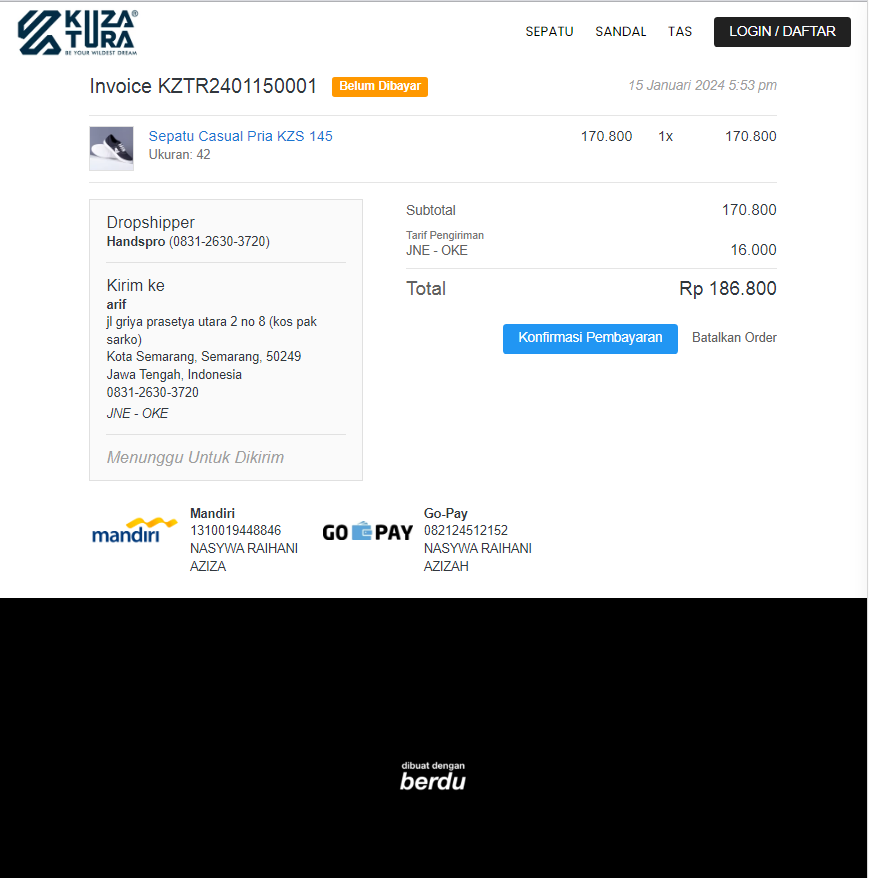 KUZATURA®
BE YOUR WILDEST DREAM
SEPATU SANDAL TAS LOGIN / DAFTAR
Invoice KZTR2401150001 Belum Dibayar 15 Januari 2024 5:53 pm
Sepatu Casual Pria KZS 145 170.800 1x 170.800
Ukuran: 42
Dropshipper
Handspro (0831-2630-3720)
Kirim ke
arif
jl griya prasetya utara 2 no 8 (kos pak
sarko)
Kota Semarang, Semarang, 50249
Jawa Tengah, Indonesia
0831-2630-3720
JNE - OKE
Menunggu Untuk Dikirim
Subtotal 170.800
Tarif Pengiriman
JNE - OKE 16.000
Total Rp 186.800
Konfirmasi Pembayaran Batalkan Order
mandiri
Mandiri
1310019448846
NASYWA RAIHANI
AZIZA
GO PAY
Go-Pay
082124512152
NASYWA RAIHANI
AZIZAH
dibuat dengan
berdu